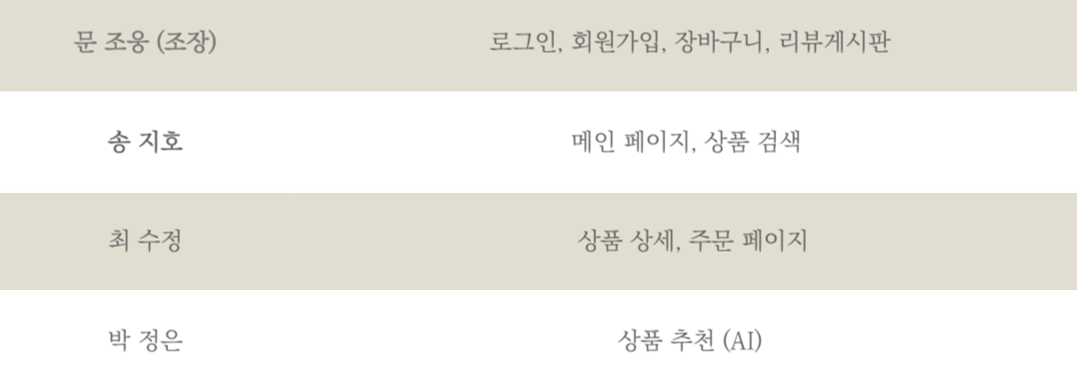 문 조웅 (조장) 로그인, 회원가입, 장바구니, 리뷰게시판
송 지호 메인 페이지, 상품 검색
최 수정 상품 상세, 주문 페이지
박 정은 상품 추천 (AI)